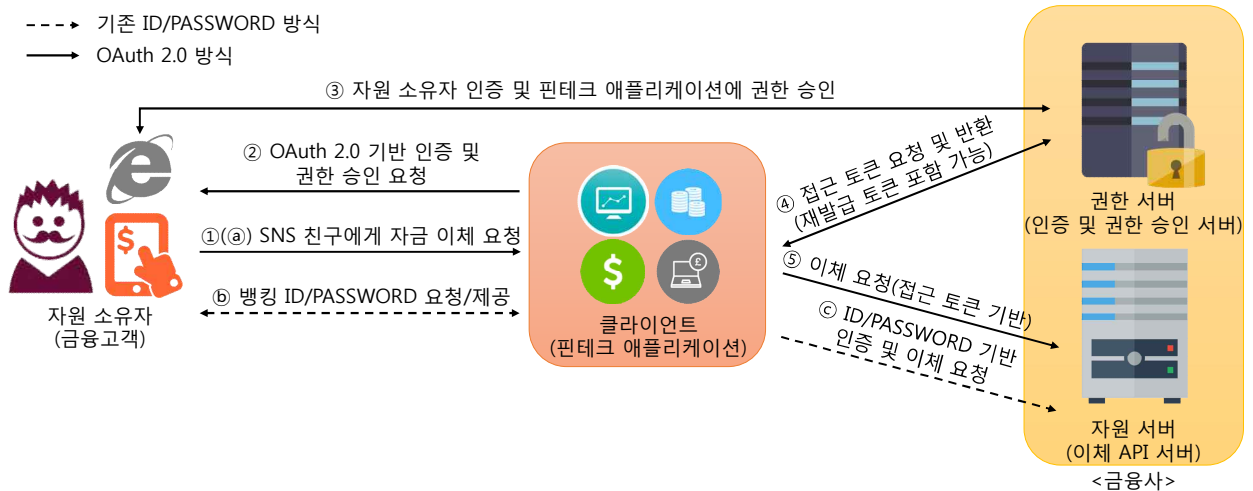 기존 ID/PASSWORD 방식
OAuth 2.0 방식
③ 자원 소유자 인증 및 핀테크 애플리케이션에 권한 승인
② OAuth 2.0 기반 인증 및
권한 승인 요청
①(ⓐ) SNS 친구에게 자금 이체 요청
ⓑ 뱅킹 ID/PASSWORD 요청/제공
자원 소유자
(금융고객)
클라이언트
(핀테크 애플리케이션)
④ 접근 토큰 요청 및 반환
(재발급 토큰 포함 가능)
⑤ 이체 요청(접근 토큰 기반)
ⓒ ID/PASSWORD 기반
인증 및 이체 요청
권한 서버
(인증 및 권한 승인 서버)
자원 서버
(이체 API 서버)
<금융사>